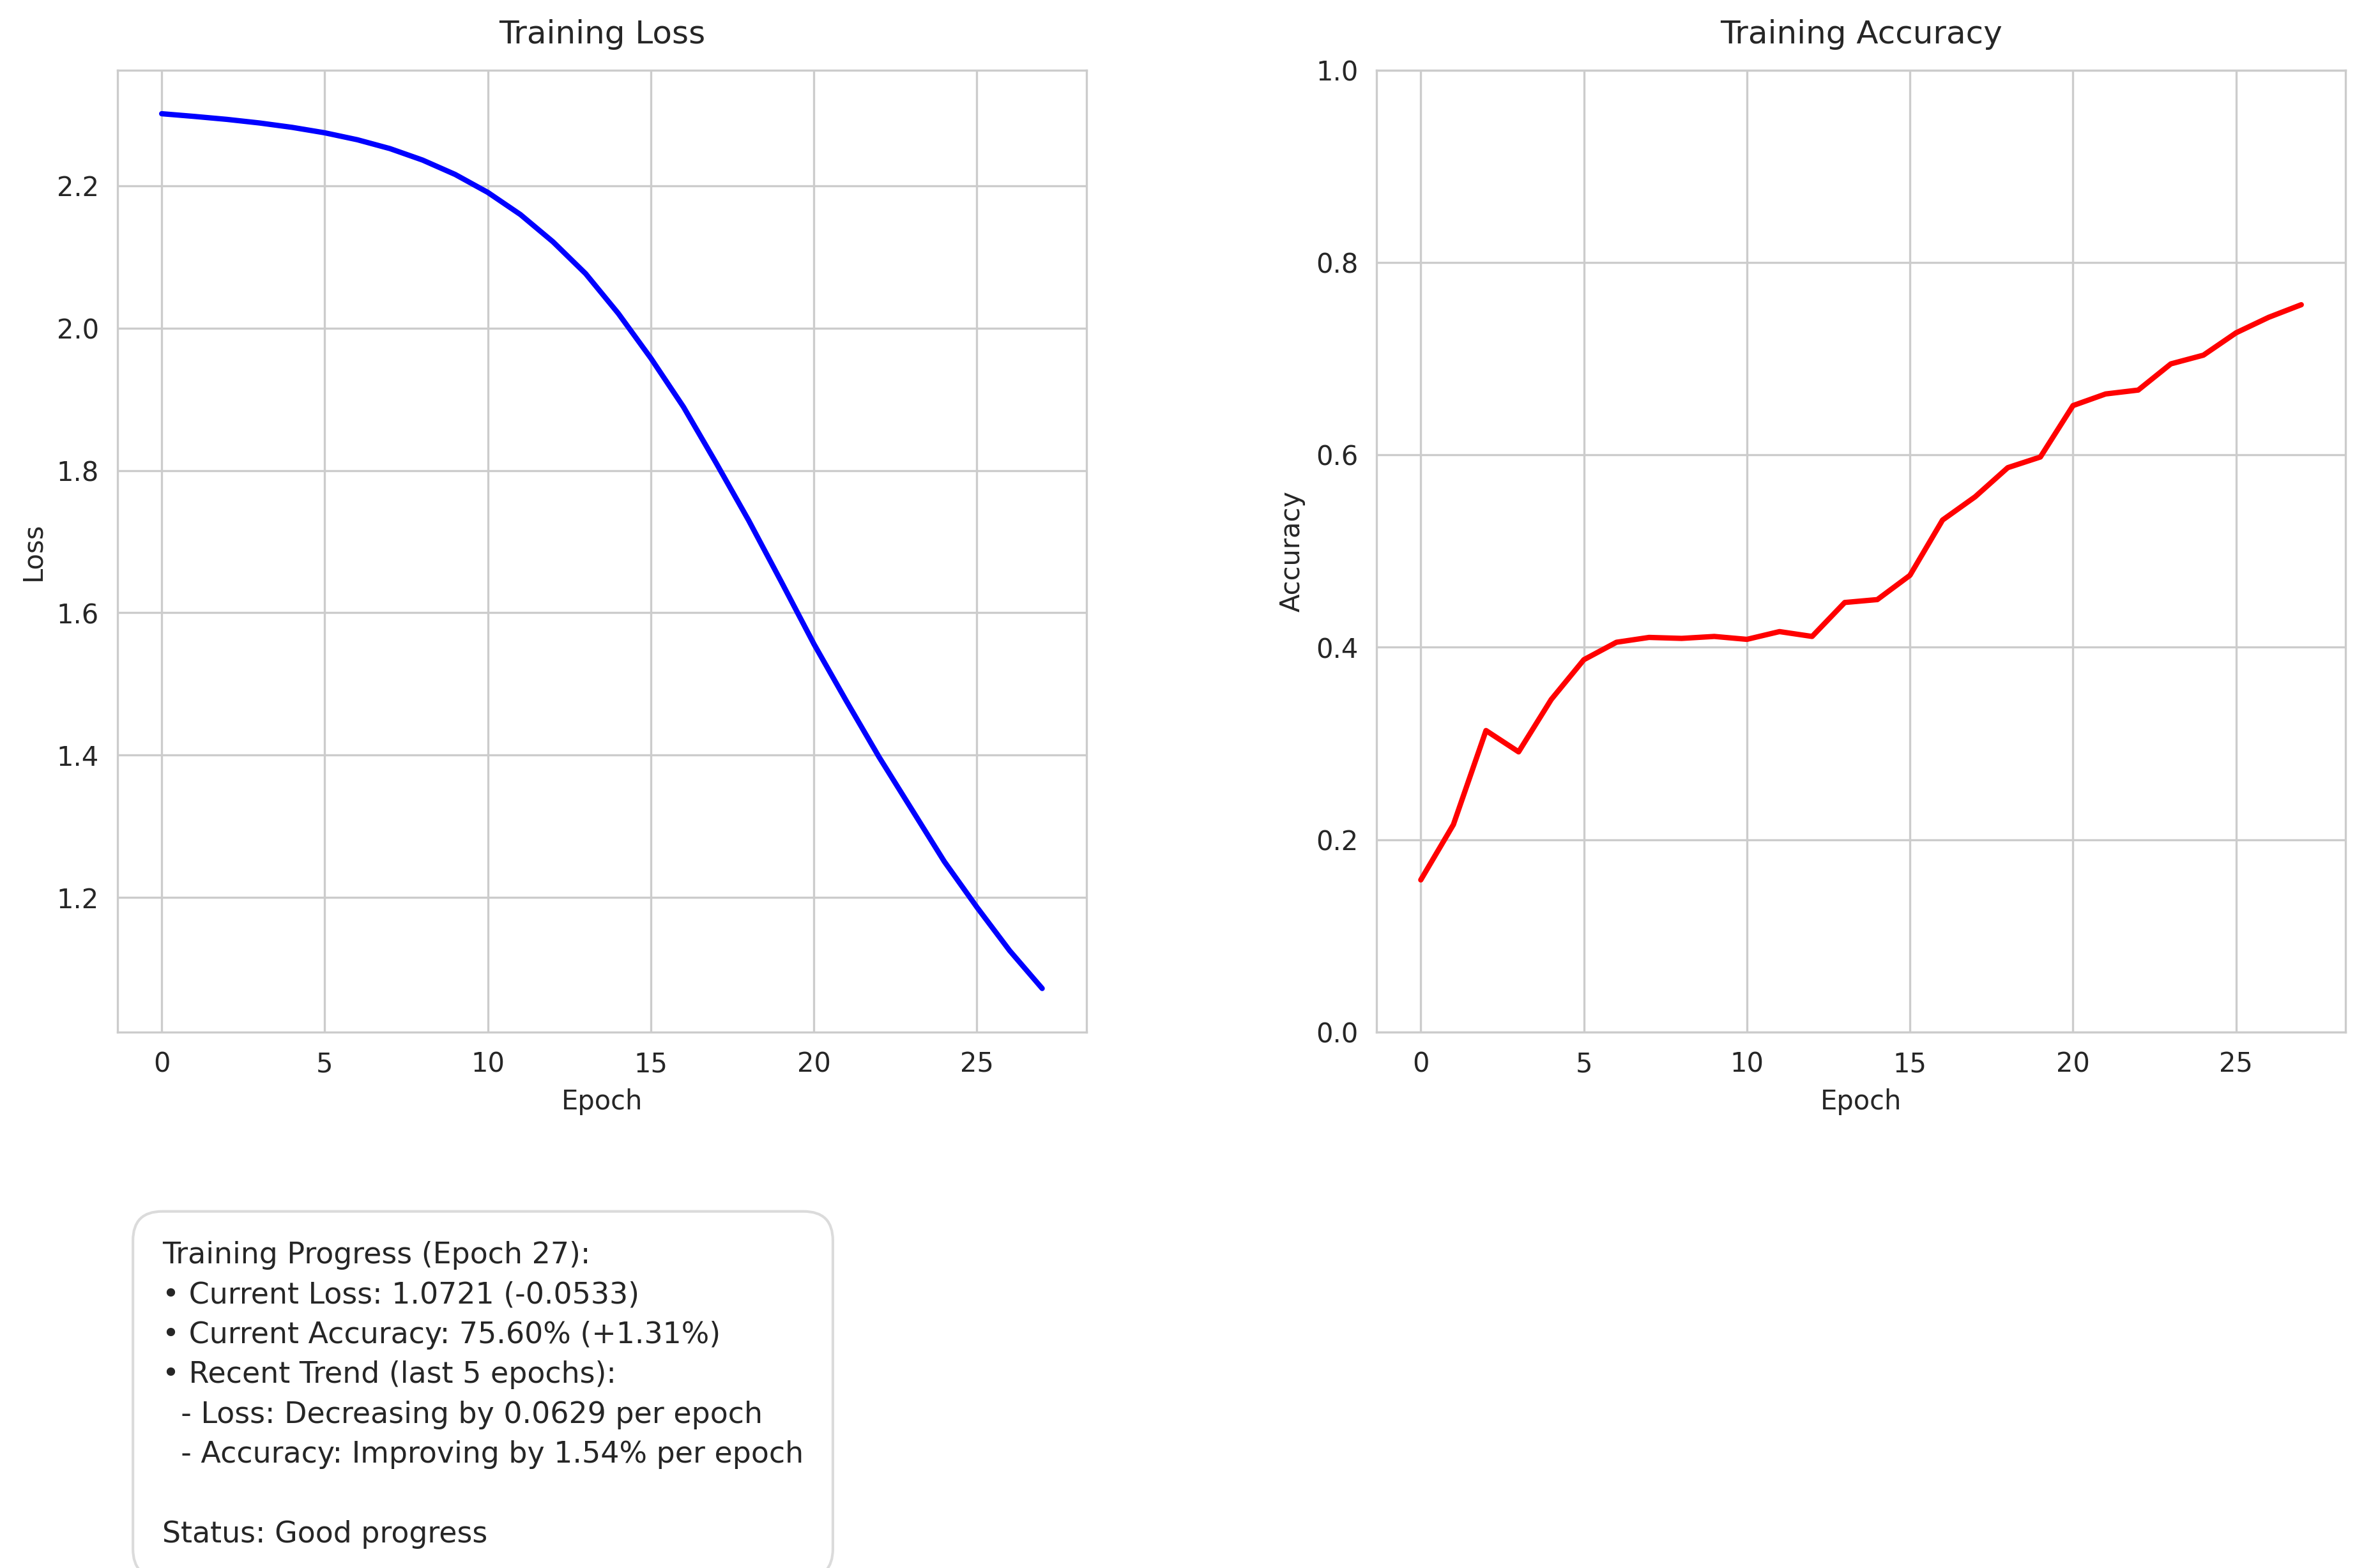 Training Loss
Training Accuracy
Loss
2.2
2.0
1.8
1.6
1.4
1.2
0 5 10 15 20 25
Epoch
Accuracy
1.0
0.8
0.6
0.4
0.2
0.0
0 5 10 15 20 25
Epoch
Training Progress (Epoch 27):
• Current Loss: 1.0721 (-0.0533)
• Current Accuracy: 75.60% (+1.31%)
• Recent Trend (last 5 epochs):
- Loss: Decreasing by 0.0629 per epoch
- Accuracy: Improving by 1.54% per epoch
Status: Good progress